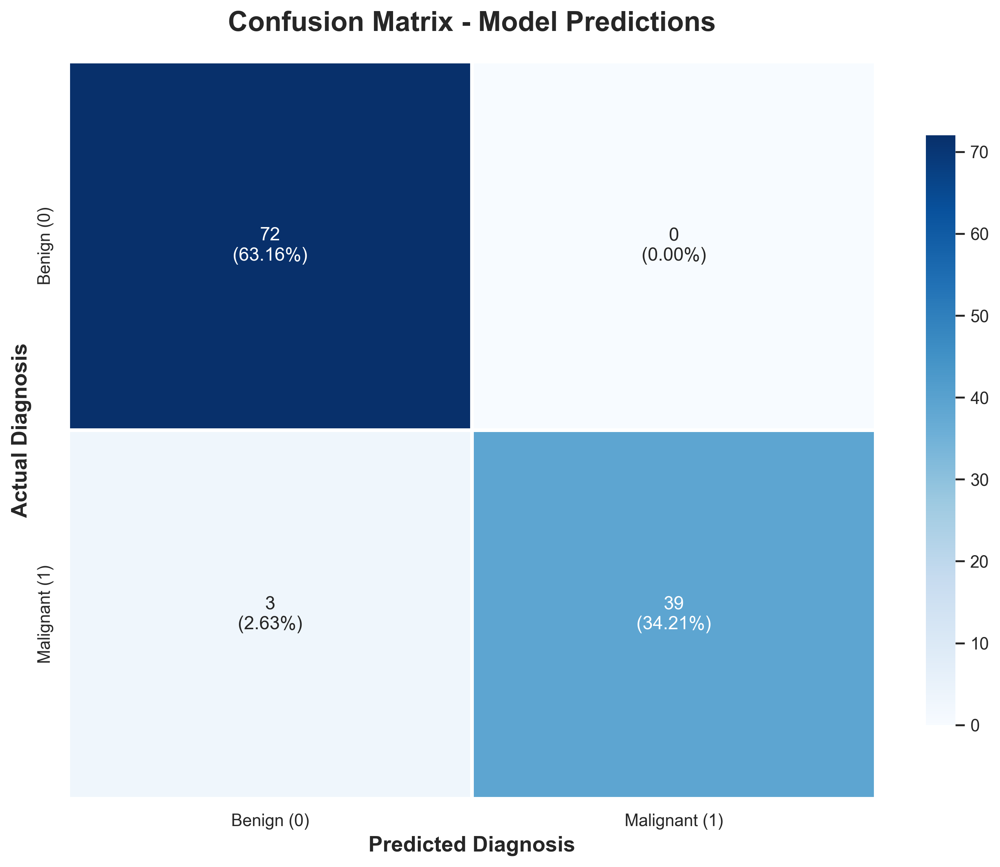 Confusion Matrix - Model Predictions
Actual Diagnosis
Benign (0)
Malignant (1)
72
(63.16%)
0
(0.00%)
3
(2.63%)
39
(34.21%)
Benign (0)
Malignant (1)
Predicted Diagnosis
70
60
50
40
30
20
10
0